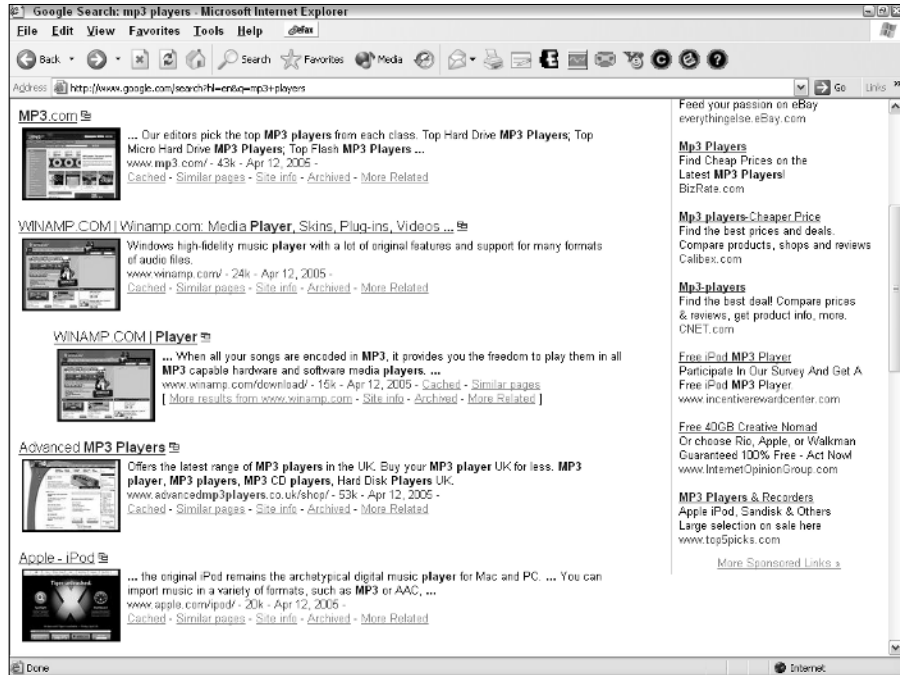 Google Search: mp3 players - Microsoft Internet Explorer
File Edit View Favorites Tools Help
Back Search Favorites Media
Address http://www.google.com/search?hl=en&q=mp3+players Go Links »
MP3.com
... Our editors pick the top MP3 players from each class. Top Hard Drive MP3 Players; Top
Micro Hard Drive MP3 Players; Top Flash MP3 Players ...
www.mp3.com/ - 43k - Apr 12, 2005 -
Cached - Similar pages - Site info - Archived - More Related
WINAMP.COM | Winamp.com: Media Player, Skins, Plug-ins, Videos ...
Windows high-fidelity music player with a lot of original features and support for many formats
of audio files.
www.winamp.com/ - 24k - Apr 12, 2005 -
Cached - Similar pages - Site info - Archived - More Related
WINAMP.COM | Player
... When all your songs are encoded in MP3, it provides you the freedom to play them in all
MP3 capable hardware and software media players. ...
www.winamp.com/download/ - 15k - Apr 12, 2005 - Cached - Similar pages
[ More results from www.winamp.com - Site info - Archived - More Related ]
Advanced MP3 Players
Offers the latest range of MP3 players in the UK. Buy your MP3 player UK for less. MP3
player, MP3 players, MP3 CD players, Hard Disk Players UK.
www.advancedmp3players.co.uk/shop/ - 53k - Apr 12, 2005 -
Cached - Similar pages - Site info - Archived - More Related
Apple - iPod
... the original iPod remains the archetypical digital music player for Mac and PC. ... You can
import music in a variety of formats, such as MP3 or AAC, ...
www.apple.com/ipod/ - 20k - Apr 12, 2005 -
Cached - Similar pages - Site info - Archived - More Related
Feed your passion on eBay
everythingelse.eBay.com
Mp3 Players
Find Cheap Prices on the
Latest MP3 Players!
BizRate.com
Mp3 players-Cheaper Price
Find the best prices and deals.
Compare products, shops and reviews
Calibex.com
Mp3-players
Find the best deal! Compare prices
& reviews, get product info, more.
CNET.com
Free iPod MP3 Player
Participate In Our Survey And Get A
Free iPod MP3 Player.
www.incentiverewardcenter.com
Free 40GB Creative Nomad
Or choose Rio, Apple, or Walkman
Guaranteed 100% Free - Act Now!
www.InternetOpinionGroup.com
MP3 Players & Recorders
Apple iPod, Sandisk & Others
Large selection on sale here
www.top5picks.com
More Sponsored Links »
Done Internet